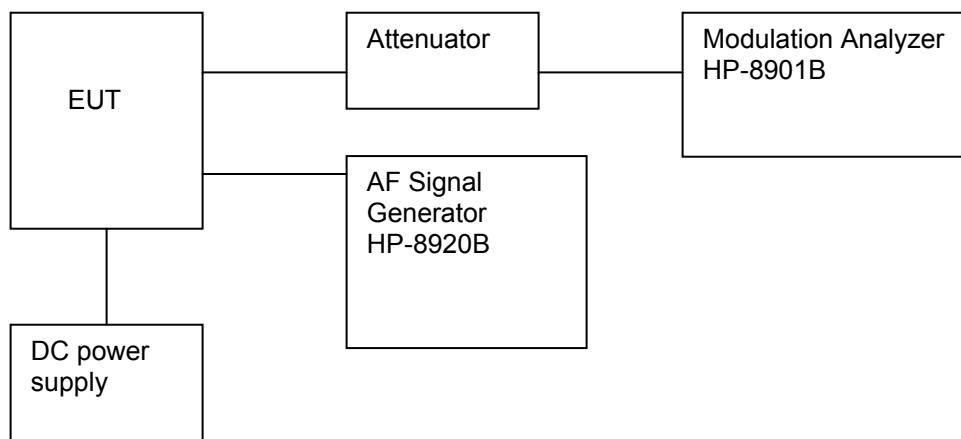 EUT
Attenuator
Modulation Analyzer
HP-8901B
AF Signal
Generator
HP-8920B
DC power
supply